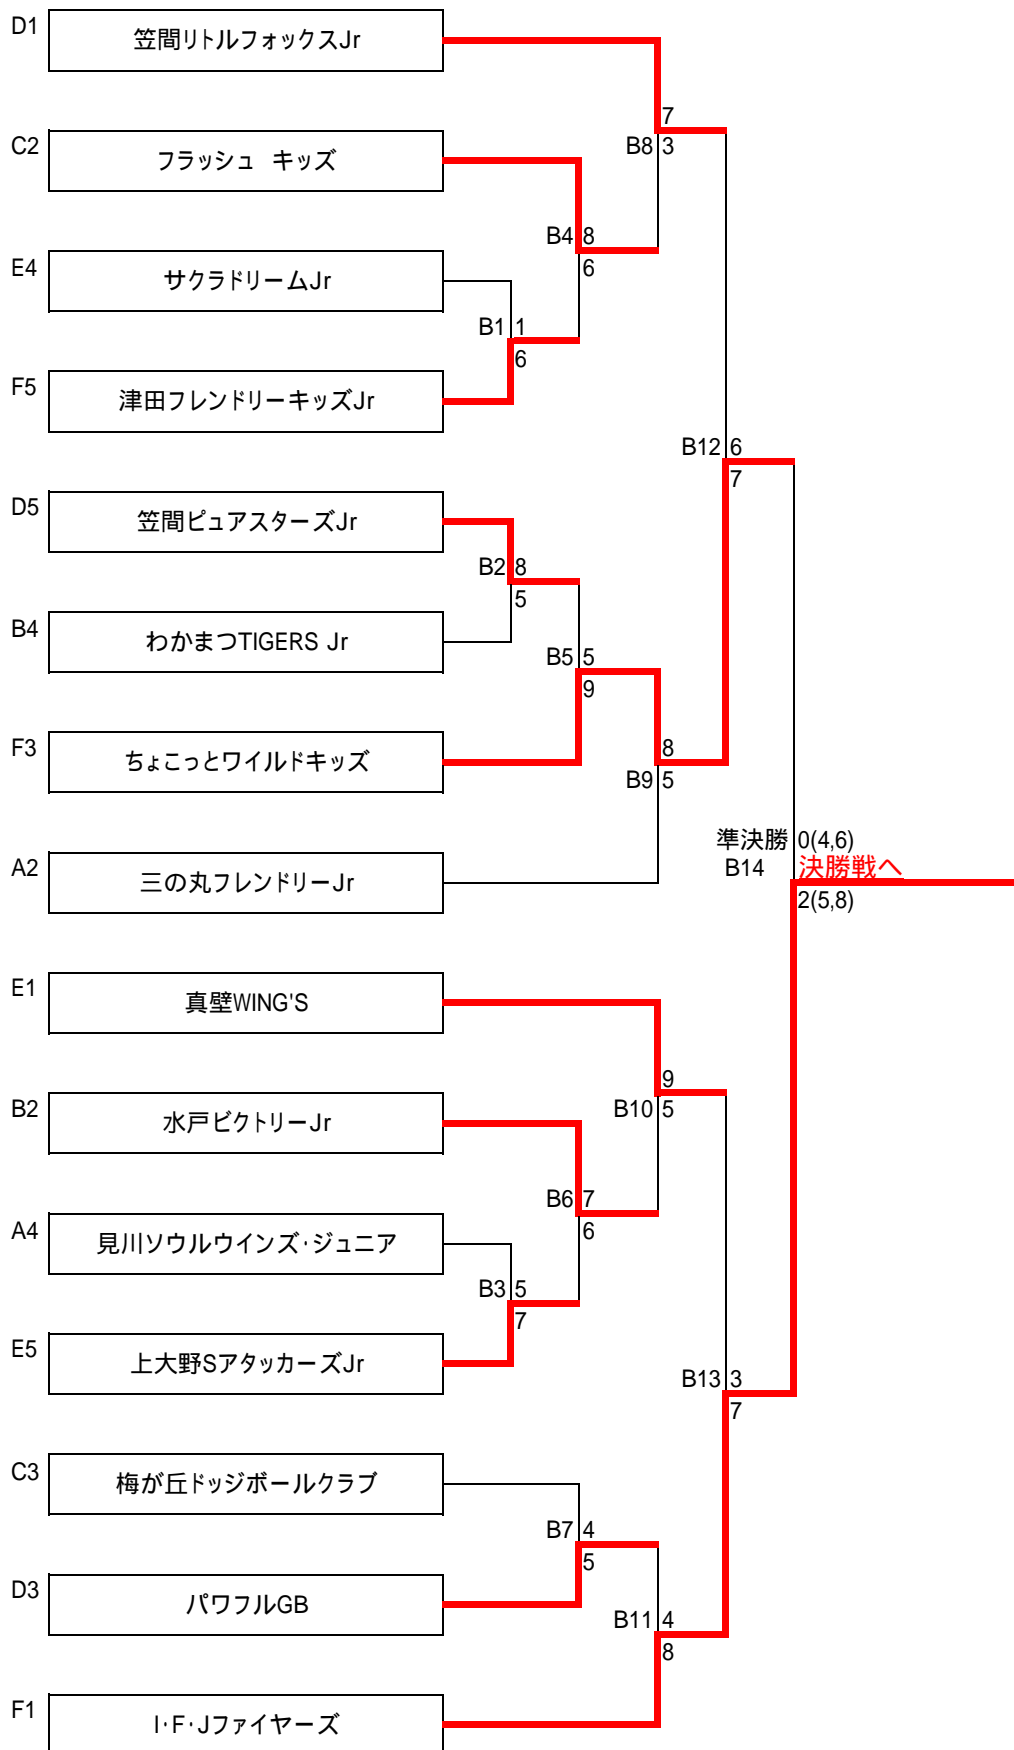 D1
笠間リトルフォックスJr
7
C2
フラッシュ キッズ
B8 3
B4 8
6
E4
サクラドリームJr
B1 1
6
F5
津田フレンドリーキッズJr
B12 6
7
D5
笠間ピュアスターズJr
B2 8
5
B4
わかまつTIGERS Jr
B5 5
9
F3
ちょこっとワイルドキッズ
8
B9 5
準決勝 0(4,6)
A2
三の丸フレンドリーJr
B14 決勝戦へ
2(5,8)
E1
真壁WING'S
9
B10 5
B2
水戸ビクトリーJr
B6 7
6
A4
見川ソウルウインズ・ジュニア
B3 5
7
E5
上大野SアタッカーズJr
B13 3
7
C3
梅が丘ドッジボールクラブ
B7 4
5
D3
パワフルGB
B11 4
8
F1
I・F・Jファイヤーズ